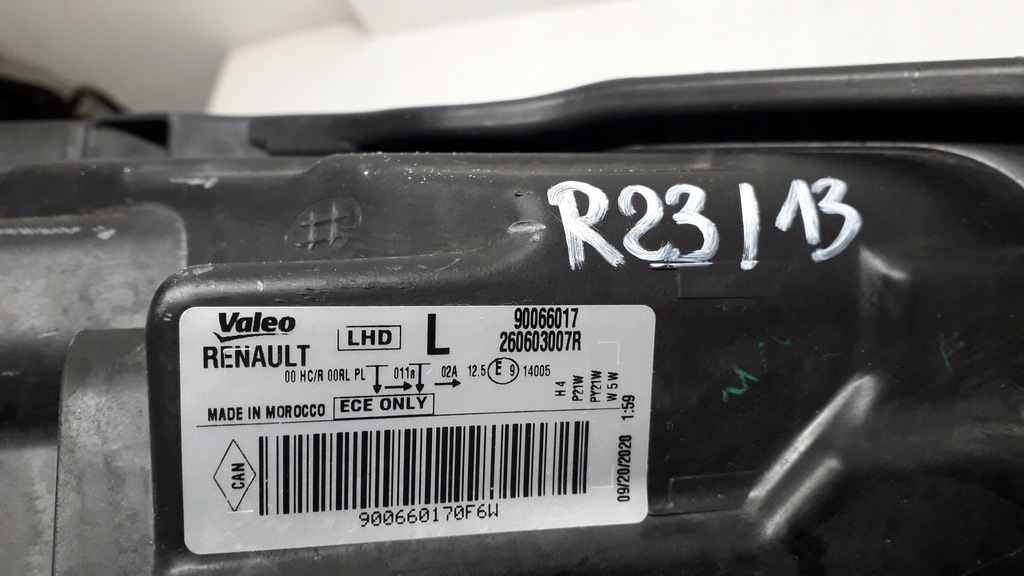 R23/13
Valeo
RENAULT
LHD
L
90066017
260603007R
00 HC/R 00RL PL 011a 02A 12.5 E 9 14005
H4
P21W
PY21W
W5W
MADE IN MOROCCO
ECE ONLY
CAN
900660170F6W
09/20/2020 1:59